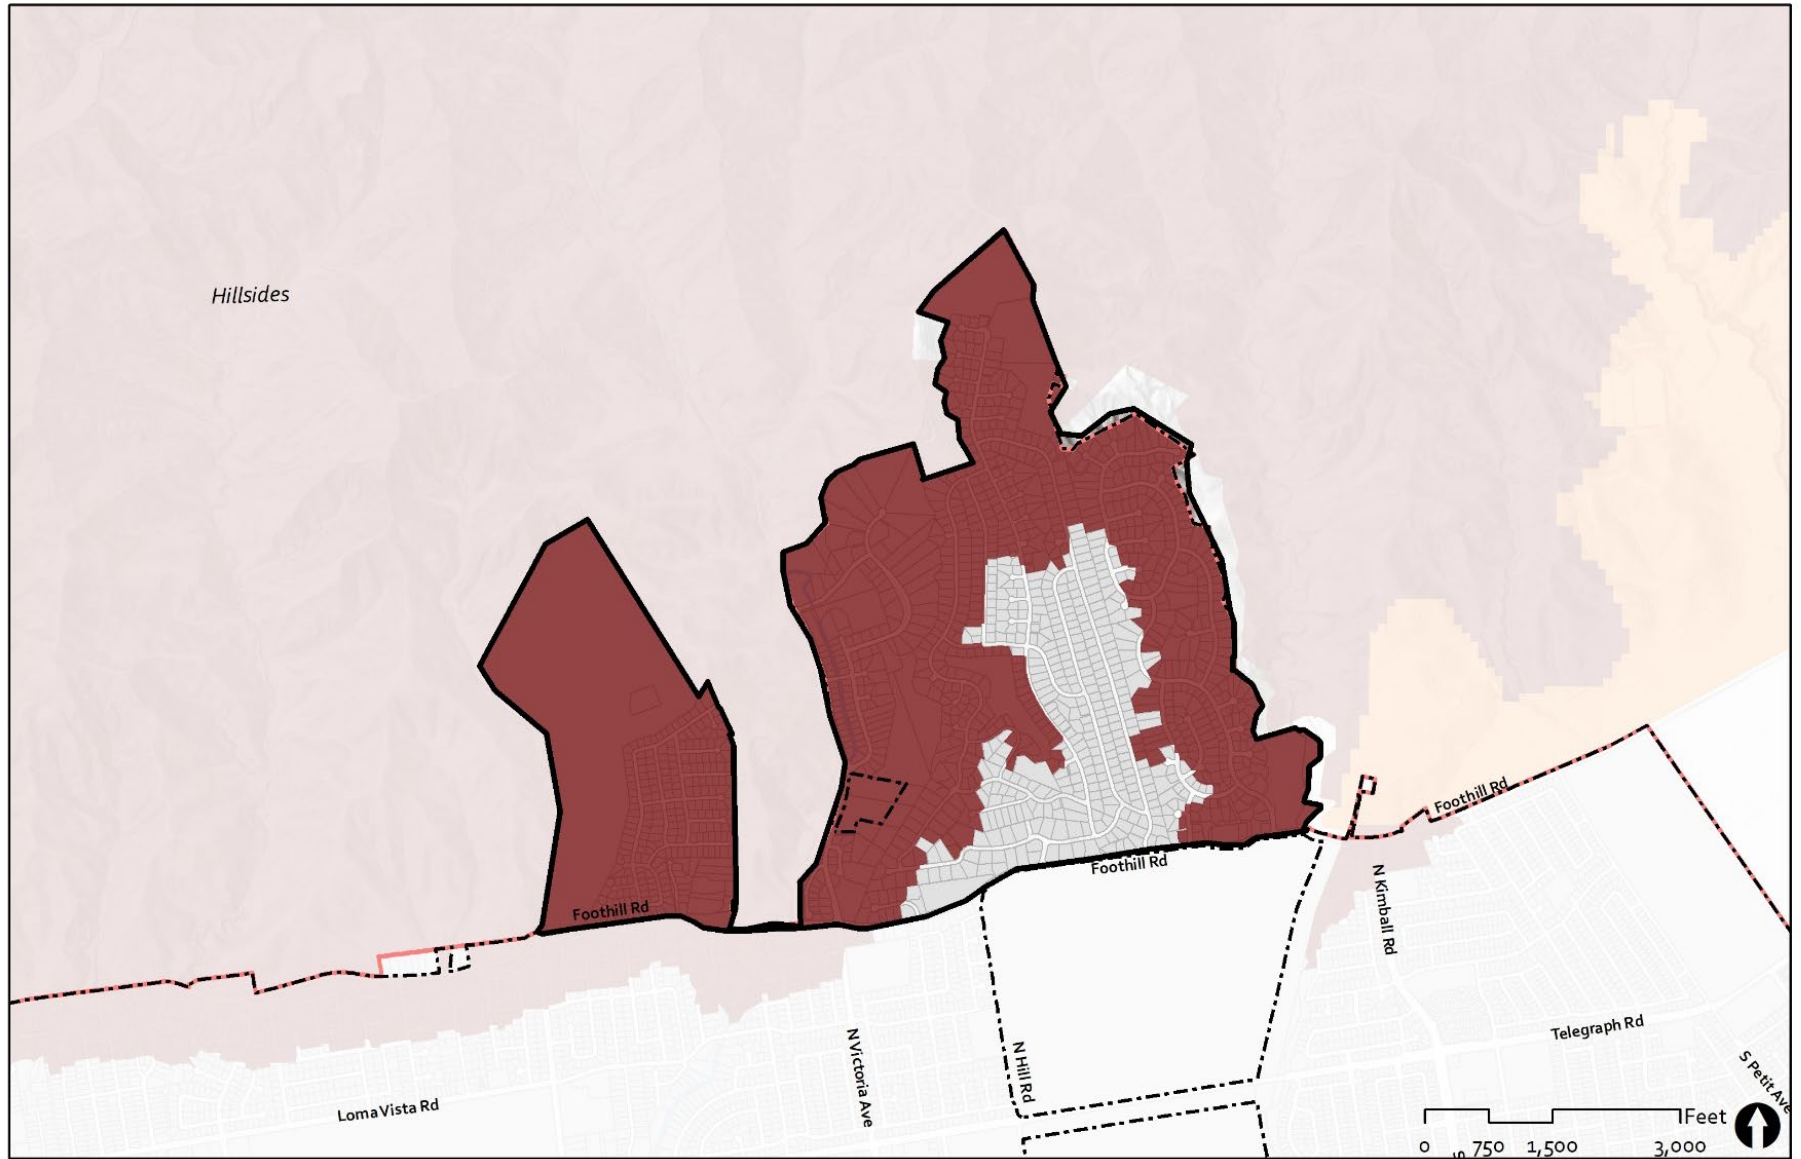 Hillsides
Foothill Rd
Foothill Rd
Foothill Rd
N Kimball Rd
Telegraph Rd
N Victoria Ave
N Hill Rd
S Petit Ave
Loma Vista Rd
Feet
0 750 1,500 3,000
S